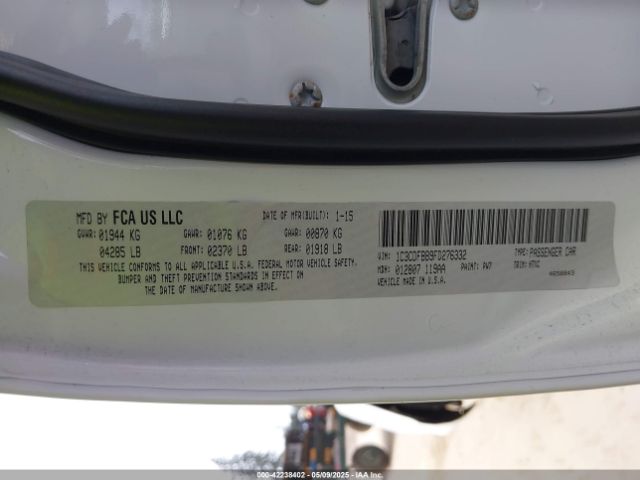 MFD BY FCA US LLC
DATE OF MFR(BUILT): 1-15
GVWR: 01944 KG GAWR: 01076 KG GAWR: 00870 KG
04285 LB FRONT: 02370 LB REAR: 01918 LB
THIS VEHICLE CONFORMS TO ALL APPLICABLE U.S.A. FEDERAL MOTOR VEHICLE SAFETY,
BUMPER AND THEFT PREVENTION STANDARDS IN EFFECT ON
THE DATE OF MANUFACTURE SHOWN ABOVE.
VIN: 1C3CDFBB9FD276332 TYPE: PASSENGER CAR
MDH: 012807 119AA PAINT: PW7 TRIM:
VEHICLE MADE IN U.S.A.
000-42238402 - 05/09/2025 - IAA Inc.